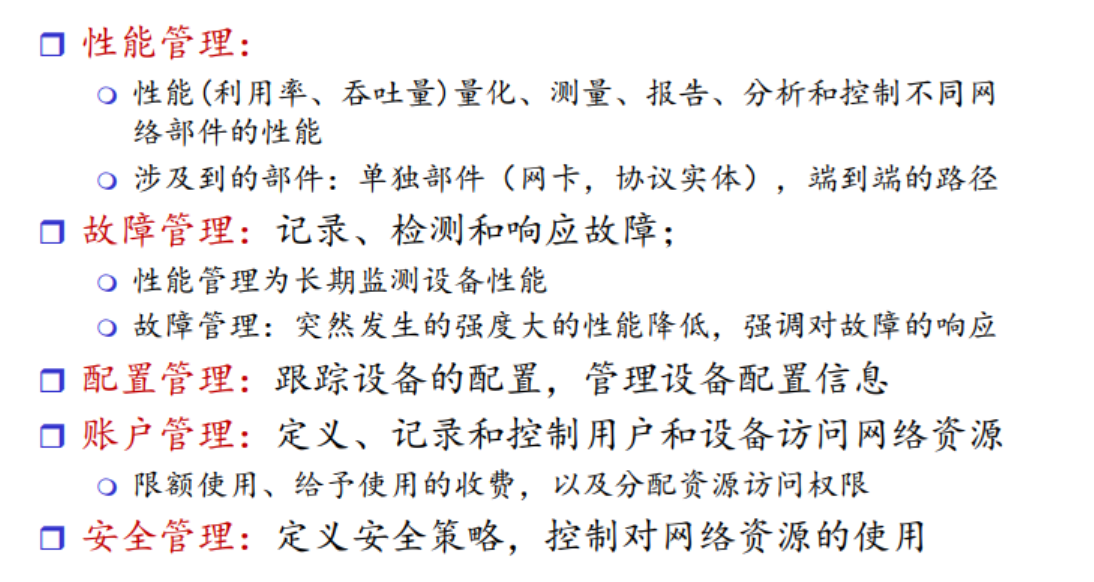 性能管理：
性能(利用率、吞吐量)量化、测量、报告、分析和控制不同网
络部件的性能
涉及到的部件：单独部件（网卡，协议实体），端到端的路径
故障管理：记录、检测和响应故障；
性能管理为长期监测设备性能
故障管理：突然发生的强度大的性能降低，强调对故障的响应
配置管理：跟踪设备的配置，管理设备配置信息
账户管理：定义、记录和控制用户和设备访问网络资源
限额使用、给予使用的收费，以及分配资源访问权限
安全管理：定义安全策略，控制对网络资源的使用